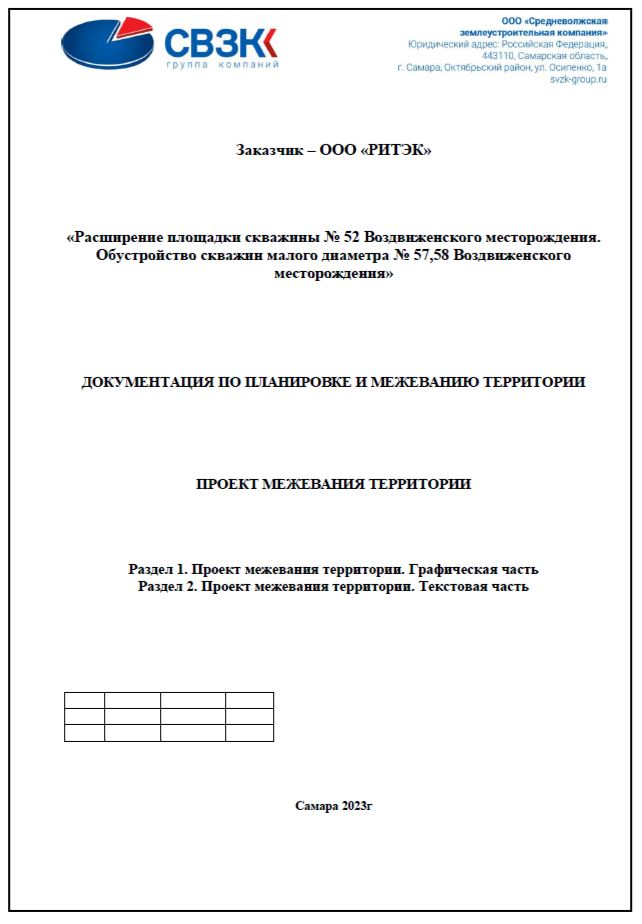 СВЗК
группа компаний
ООО «Средневолжская
землеустроительная компания»
Юридический адрес: Российская Федерация,
443110, Самарская область,
г. Самара, Октябрьский район, ул. Осипенко, 1а
svzk-group.ru
Заказчик – ООО «РИТЭК»
«Расширение площадки скважины № 52 Воздвиженского месторождения.
Обустройство скважин малого диаметра № 57,58 Воздвиженского
месторождения»
ДОКУМЕНТАЦИЯ ПО ПЛАНИРОВКЕ И МЕЖЕВАНИЮ ТЕРРИТОРИИ
ПРОЕКТ МЕЖЕВАНИЯ ТЕРРИТОРИИ
Раздел 1. Проект межевания территории. Графическая часть
Раздел 2. Проект межевания территории. Текстовая часть
Самара 2023г